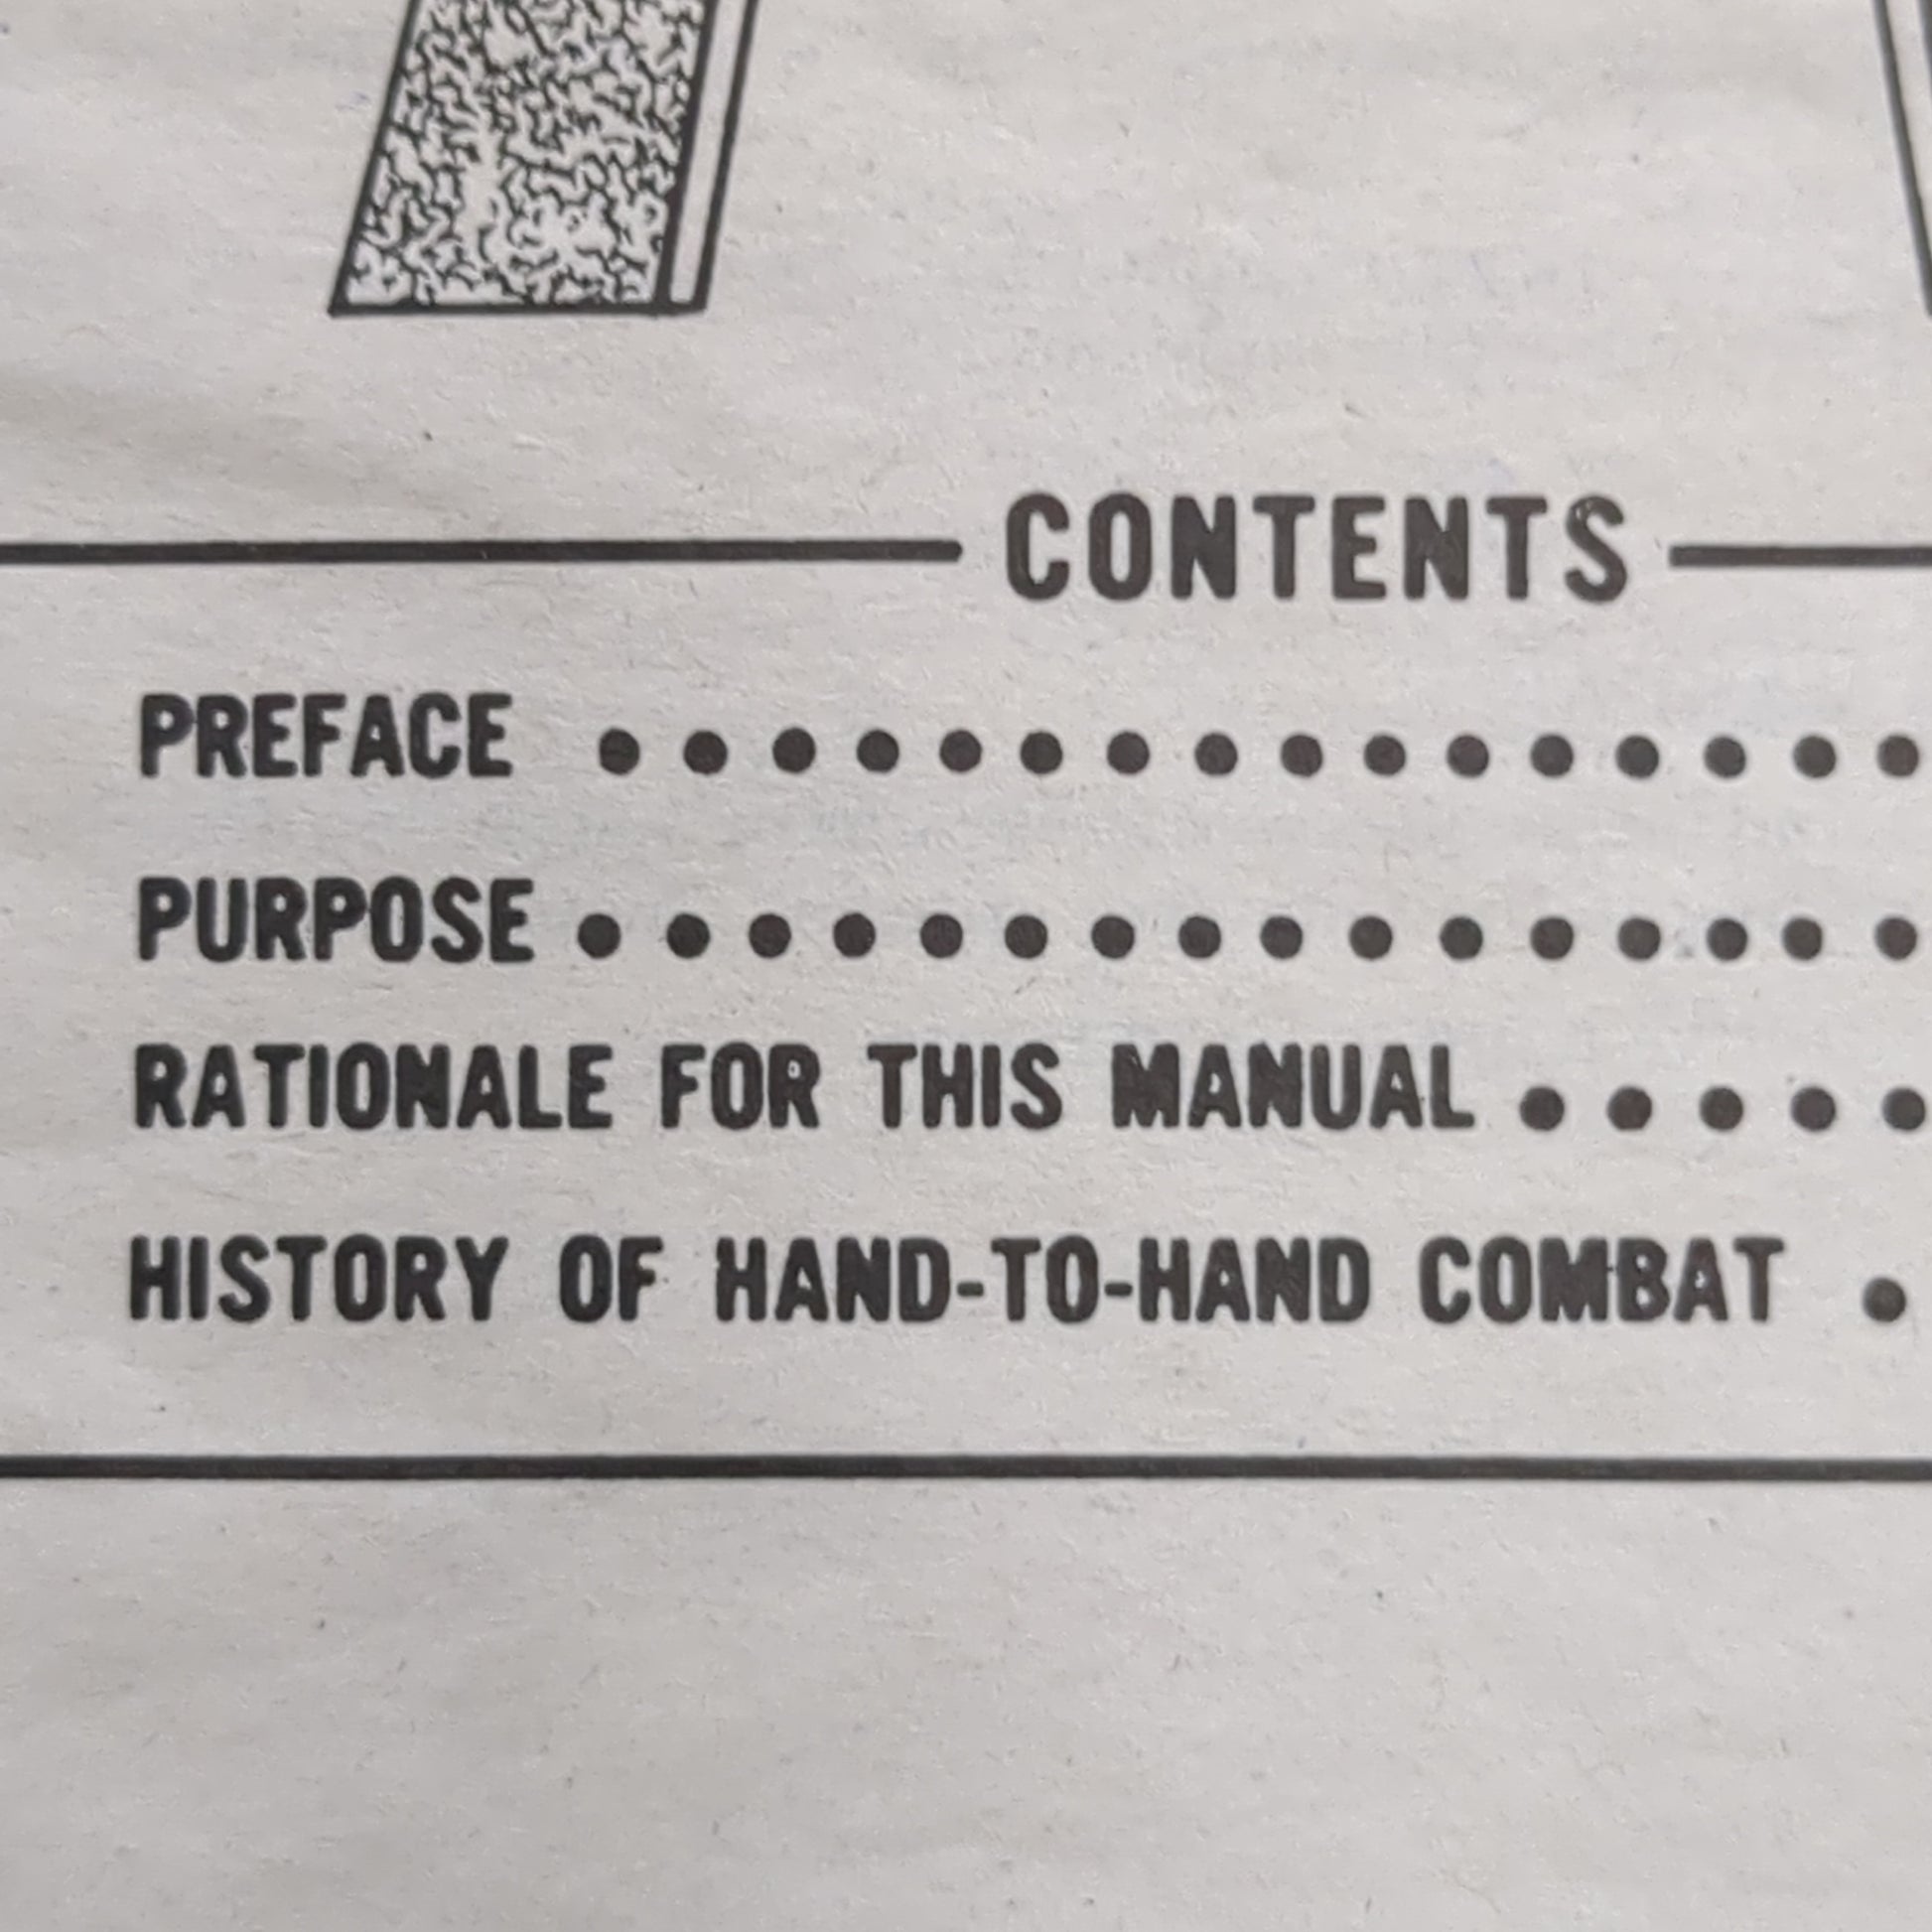 CONTENTS
PREFACE . . . . . . . . . . . . . . . .
PURPOSE . . . . . . . . . . . . . . . .
RATIONALE FOR THIS MANUAL . . . . .
HISTORY OF HAND-TO-HAND COMBAT .